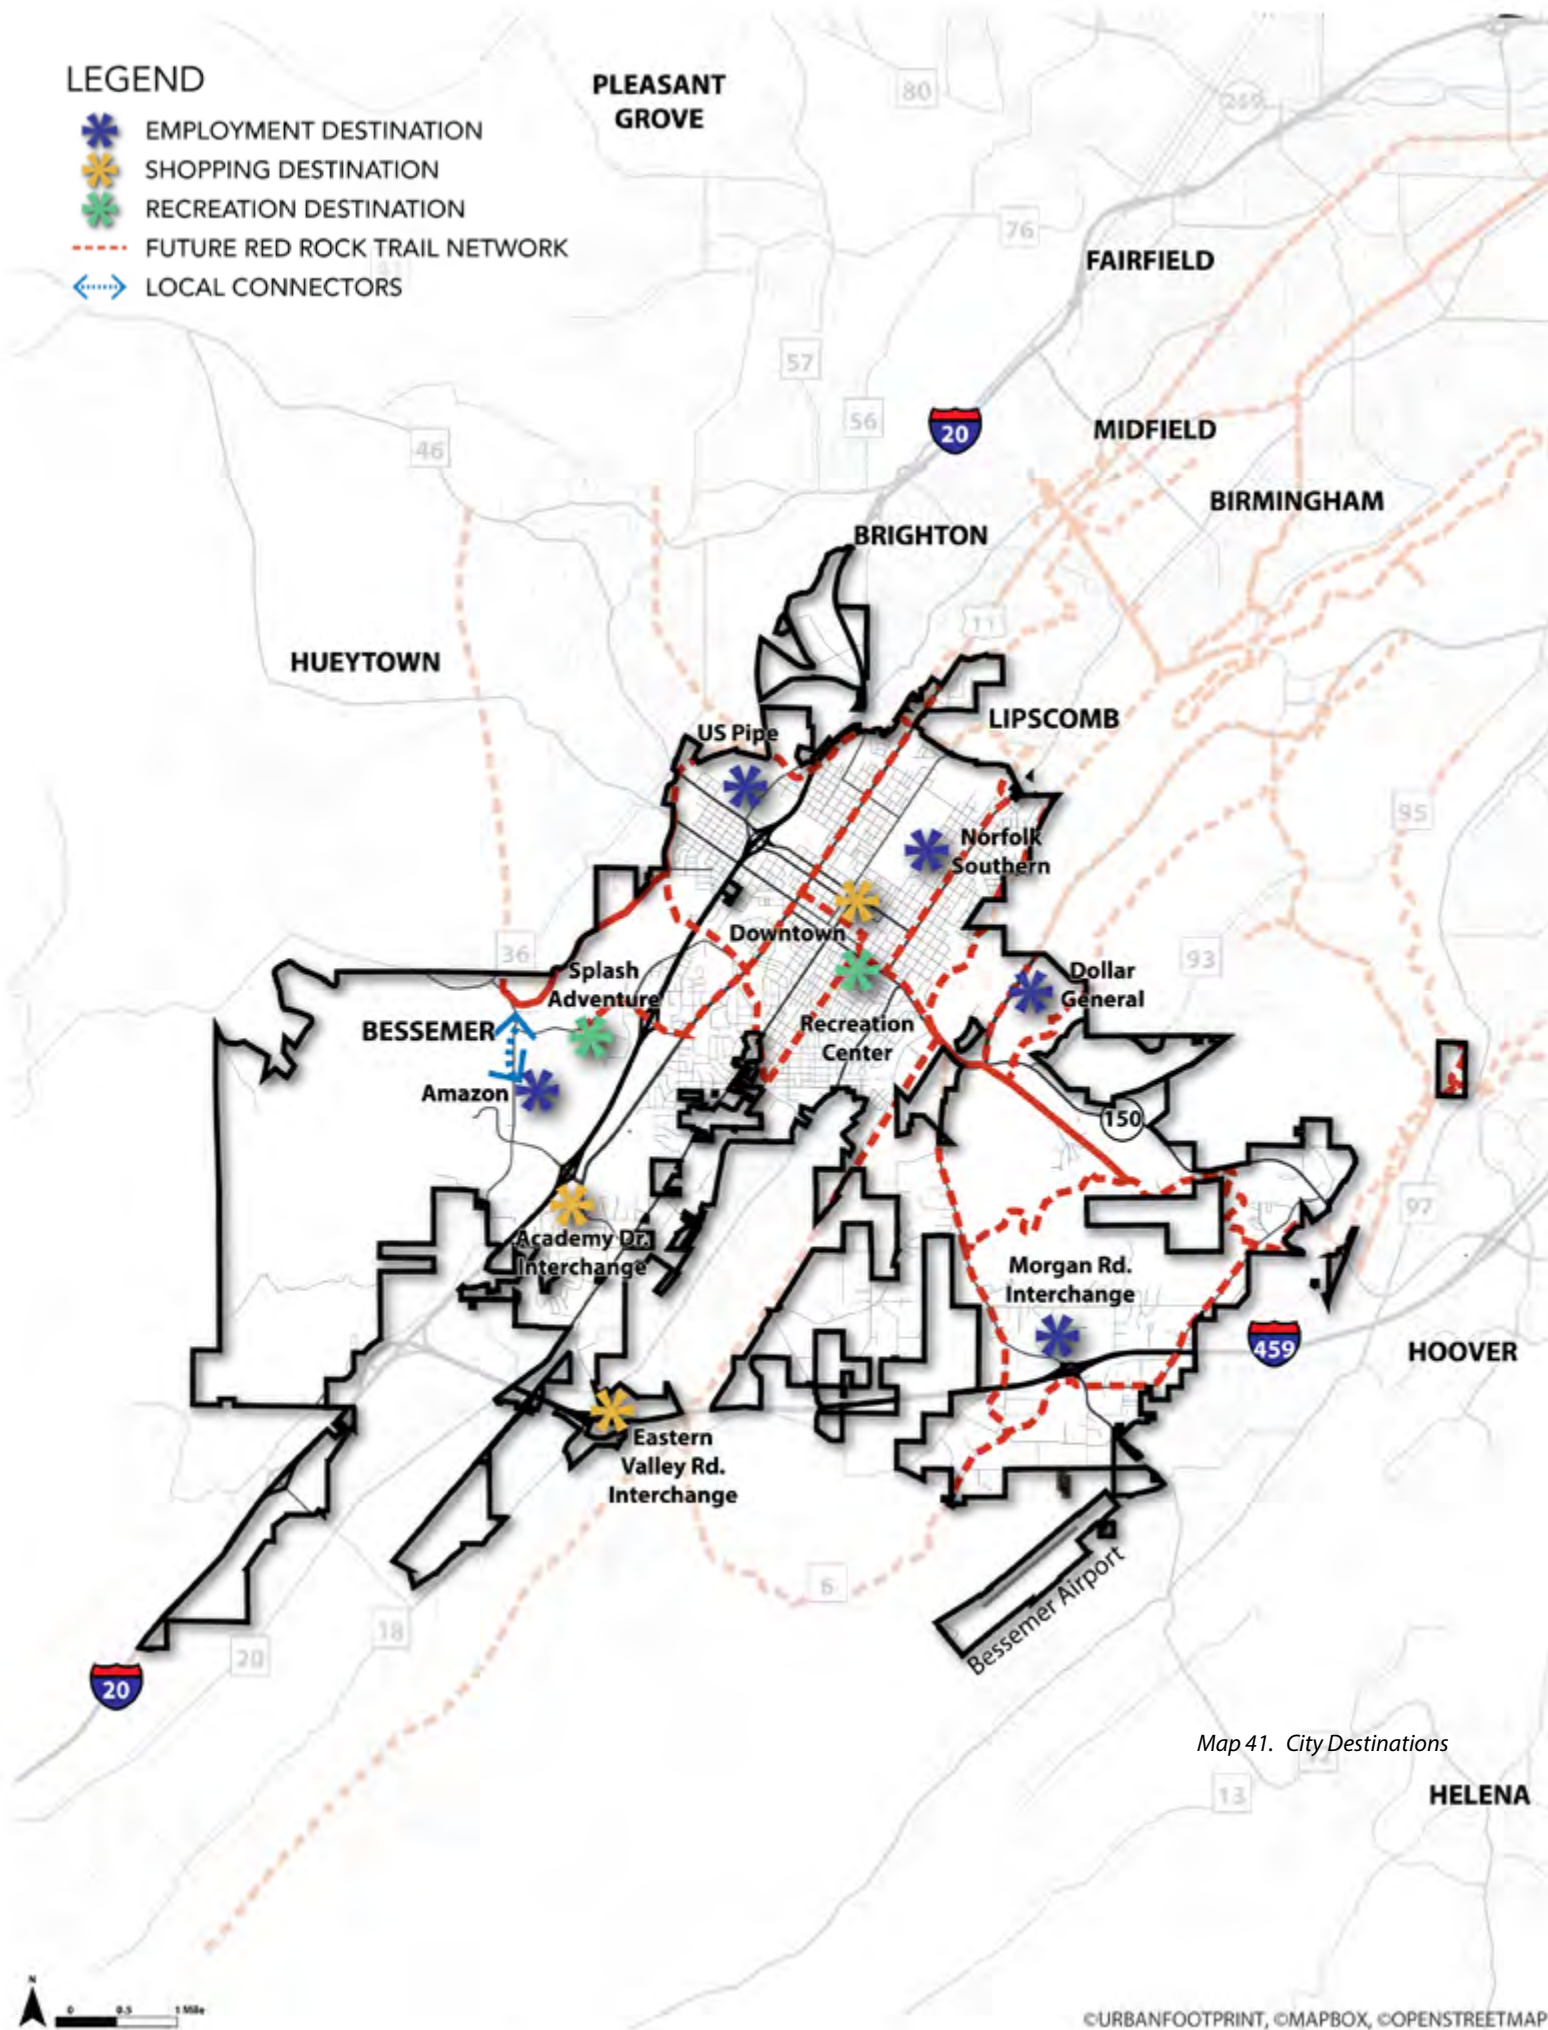 LEGEND
EMPLOYMENT DESTINATION
SHOPPING DESTINATION
RECREATION DESTINATION
FUTURE RED ROCK TRAIL NETWORK
LOCAL CONNECTORS
PLEASANT
GROVE
80
269
76
FAIRFIELD
57
56
20
46
MIDFIELD
BIRMINGHAM
BRIGHTON
11
HUEYTOWN
LIPSCOMB
US Pipe
95
Norfolk
Southern
Downtown
36
93
Splash
Adventure
Dollar
General
BESSEMER
Recreation
Center
Amazon
150
97
Academy Dr.
Interchange
Morgan Rd.
Interchange
459
HOOVER
Eastern
Valley Rd.
Interchange
6
Bessemer Airport
18
20
20
Map 41. City Destinations
13
HELENA
N
0 0.5 1 Mile
©URBANFOOTPRINT, ©MAPBOX, ©OPENSTREETMAP